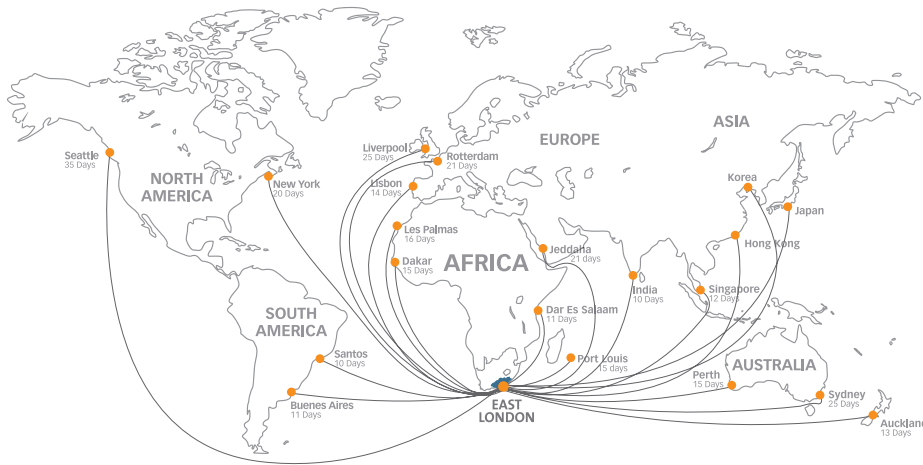 EUROPE
ASIA
NORTH
AMERICA
AFRICA
SOUTH
AMERICA
AUSTRALIA
Seattle
35 Days
New York
20 Days
Liverpool
25 Days
Rotterdam
21 Days
Lisbon
14 Days
Les Palmas
16 Days
Dakar
15 Days
Jeddaha
21 days
Korea
Japan
Hong Kong
India
10 Days
Singapore
12 Days
Dar Es Salaam
11 Days
Port Louis
15 days
Santos
10 Days
Buenes Aires
11 Days
EAST
LONDON
Perth
15 Days
Sydney
25 Days
Auckland
13 Days